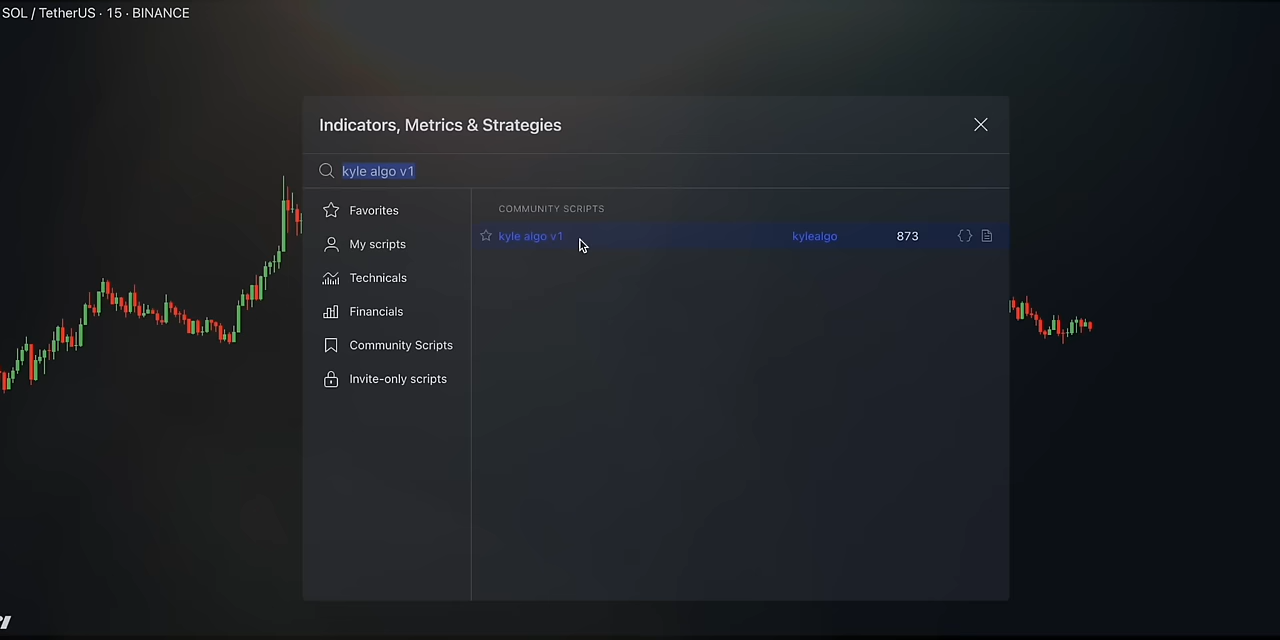 SOL / TetherUS · 15 · BINANCE
Indicators, Metrics & Strategies
kyle algo v1
Favorites
My scripts
Technicals
Financials
Community Scripts
Invite-only scripts
COMMUNITY SCRIPTS
kyle algo v1 kylealgo 873